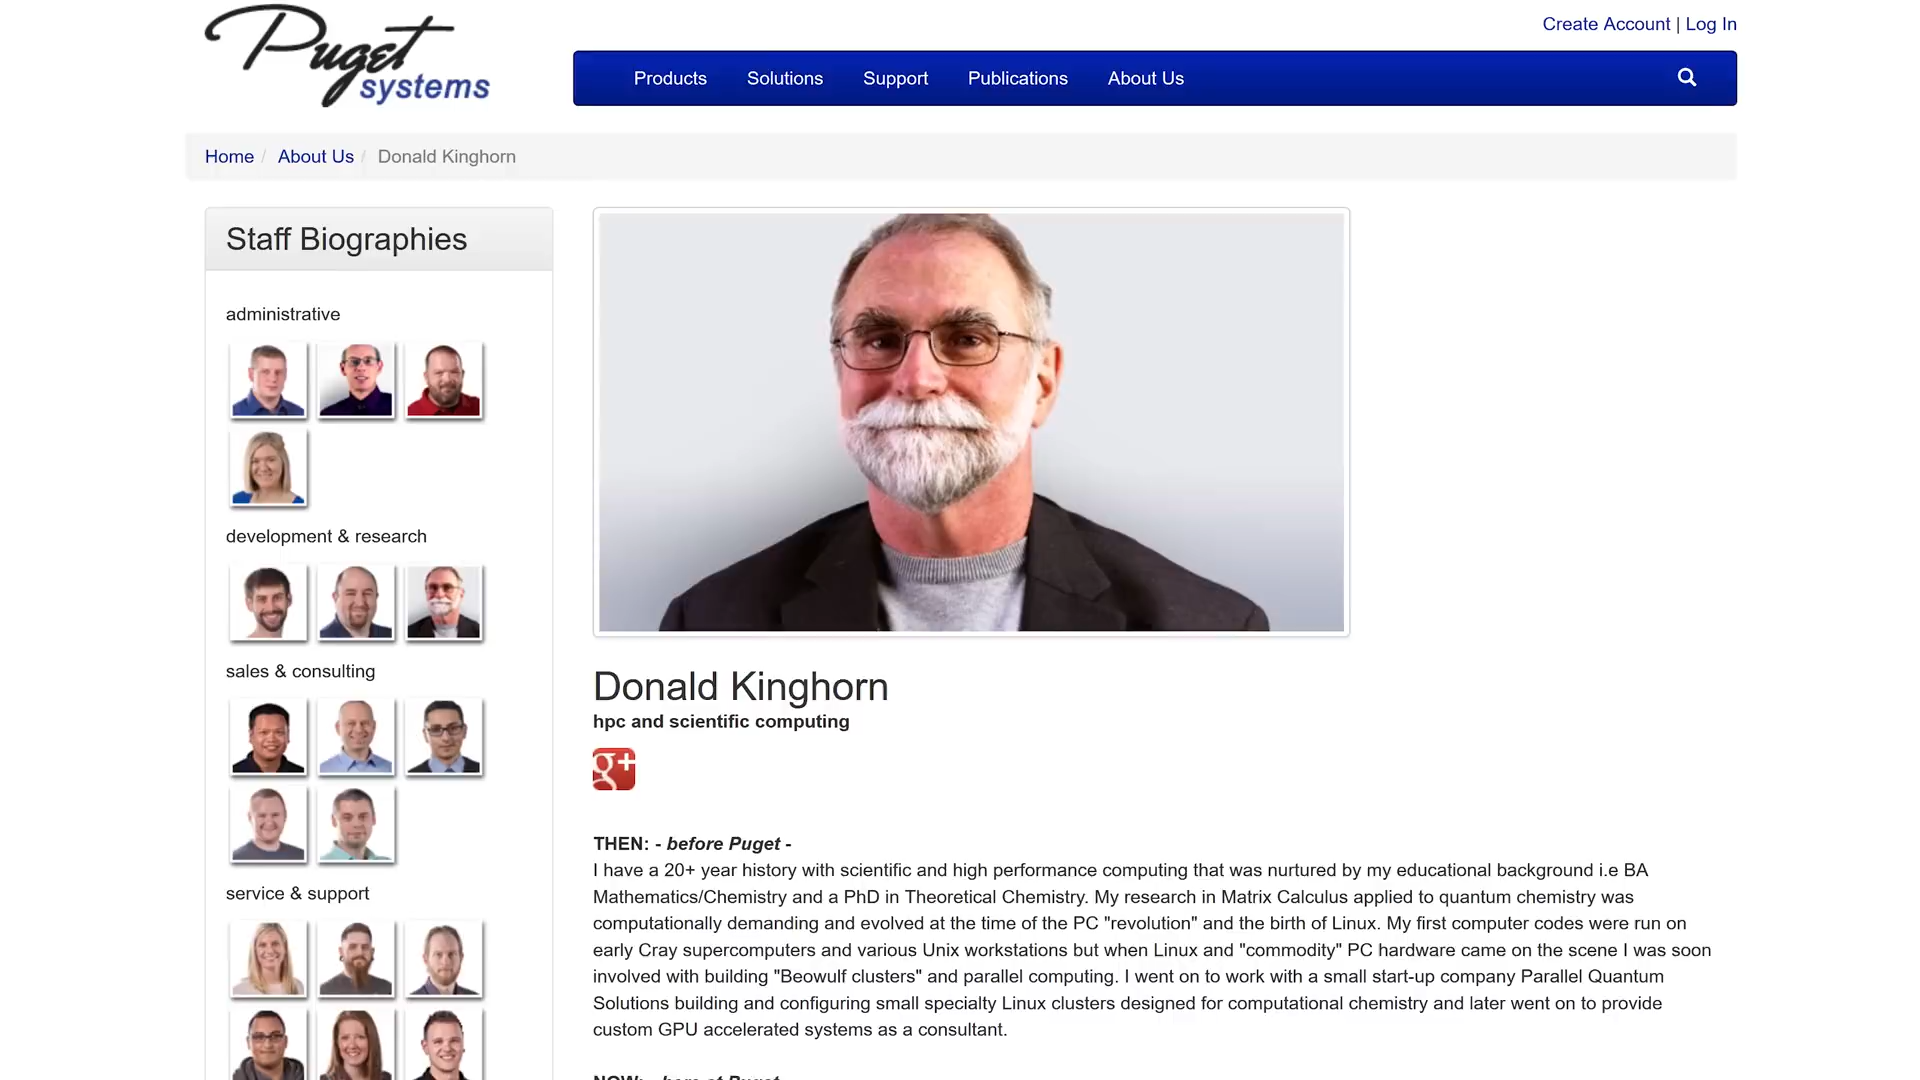 Puget systems
Create Account | Log In
Products Solutions Support Publications About Us
Home / About Us / Donald Kinghorn
Staff Biographies
administrative
development & research
sales & consulting
service & support
Donald Kinghorn
hpc and scientific computing
g+
THEN: - before Puget -
I have a 20+ year history with scientific and high performance computing that was nurtured by my educational background i.e BA
Mathematics/Chemistry and a PhD in Theoretical Chemistry. My research in Matrix Calculus applied to quantum chemistry was
computationally demanding and evolved at the time of the PC "revolution" and the birth of Linux. My first computer codes were run on
early Cray supercomputers and various Unix workstations but when Linux and "commodity" PC hardware came on the scene I was soon
involved with building "Beowulf clusters" and parallel computing. I went on to work with a small start-up company Parallel Quantum
Solutions building and configuring small specialty Linux clusters designed for computational chemistry and later went on to provide
custom GPU accelerated systems as a consultant.
NOW: - here at Puget -